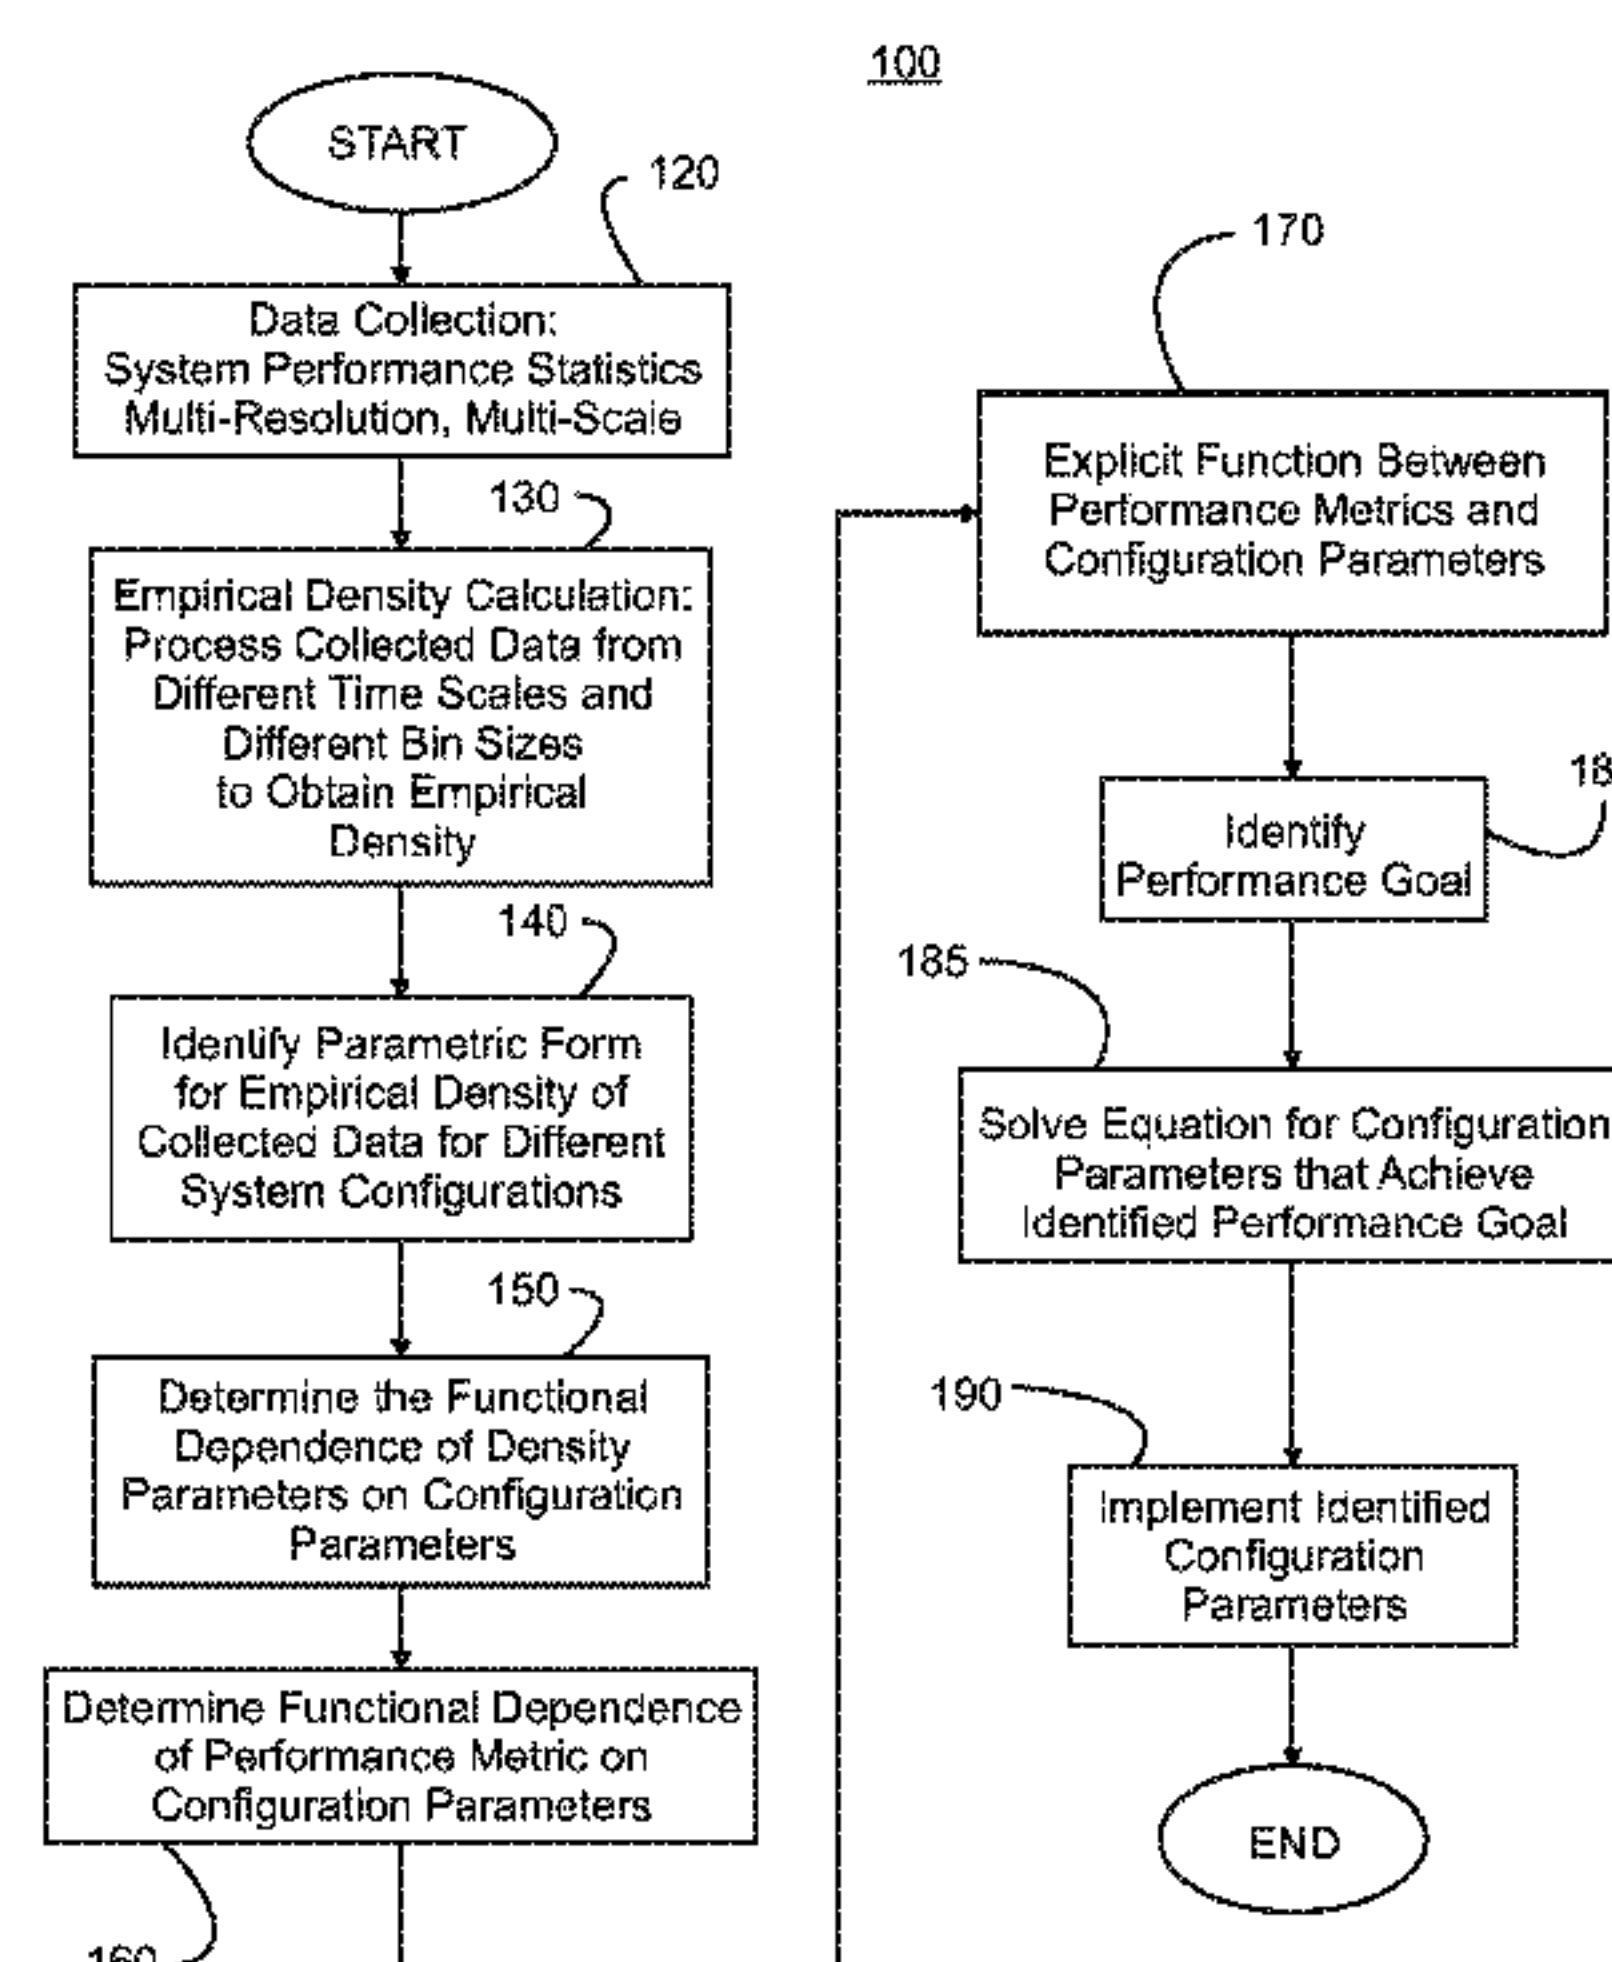 100
START
120
Data Collection:
System Performance Statistics
Multi-Resolution, Multi-Scale
130
Empirical Density Calculation:
Process Collected Data from
Different Time Scales and
Different Bin Sizes
to Obtain Empirical
Density
140
Identify Parametric Form
for Empirical Density of
Collected Data for Different
System Configurations
150
Determine the Functional
Dependence of Density
Parameters on Configuration
Parameters
Determine Functional Dependence
of Performance Metric on
Configuration Parameters
160
170
Explicit Function Between
Performance Metrics and
Configuration Parameters
Identify
Performance Goal
185
Solve Equation for Configuration
Parameters that Achieve
Identified Performance Goal
190
Implement Identified
Configuration
Parameters
END